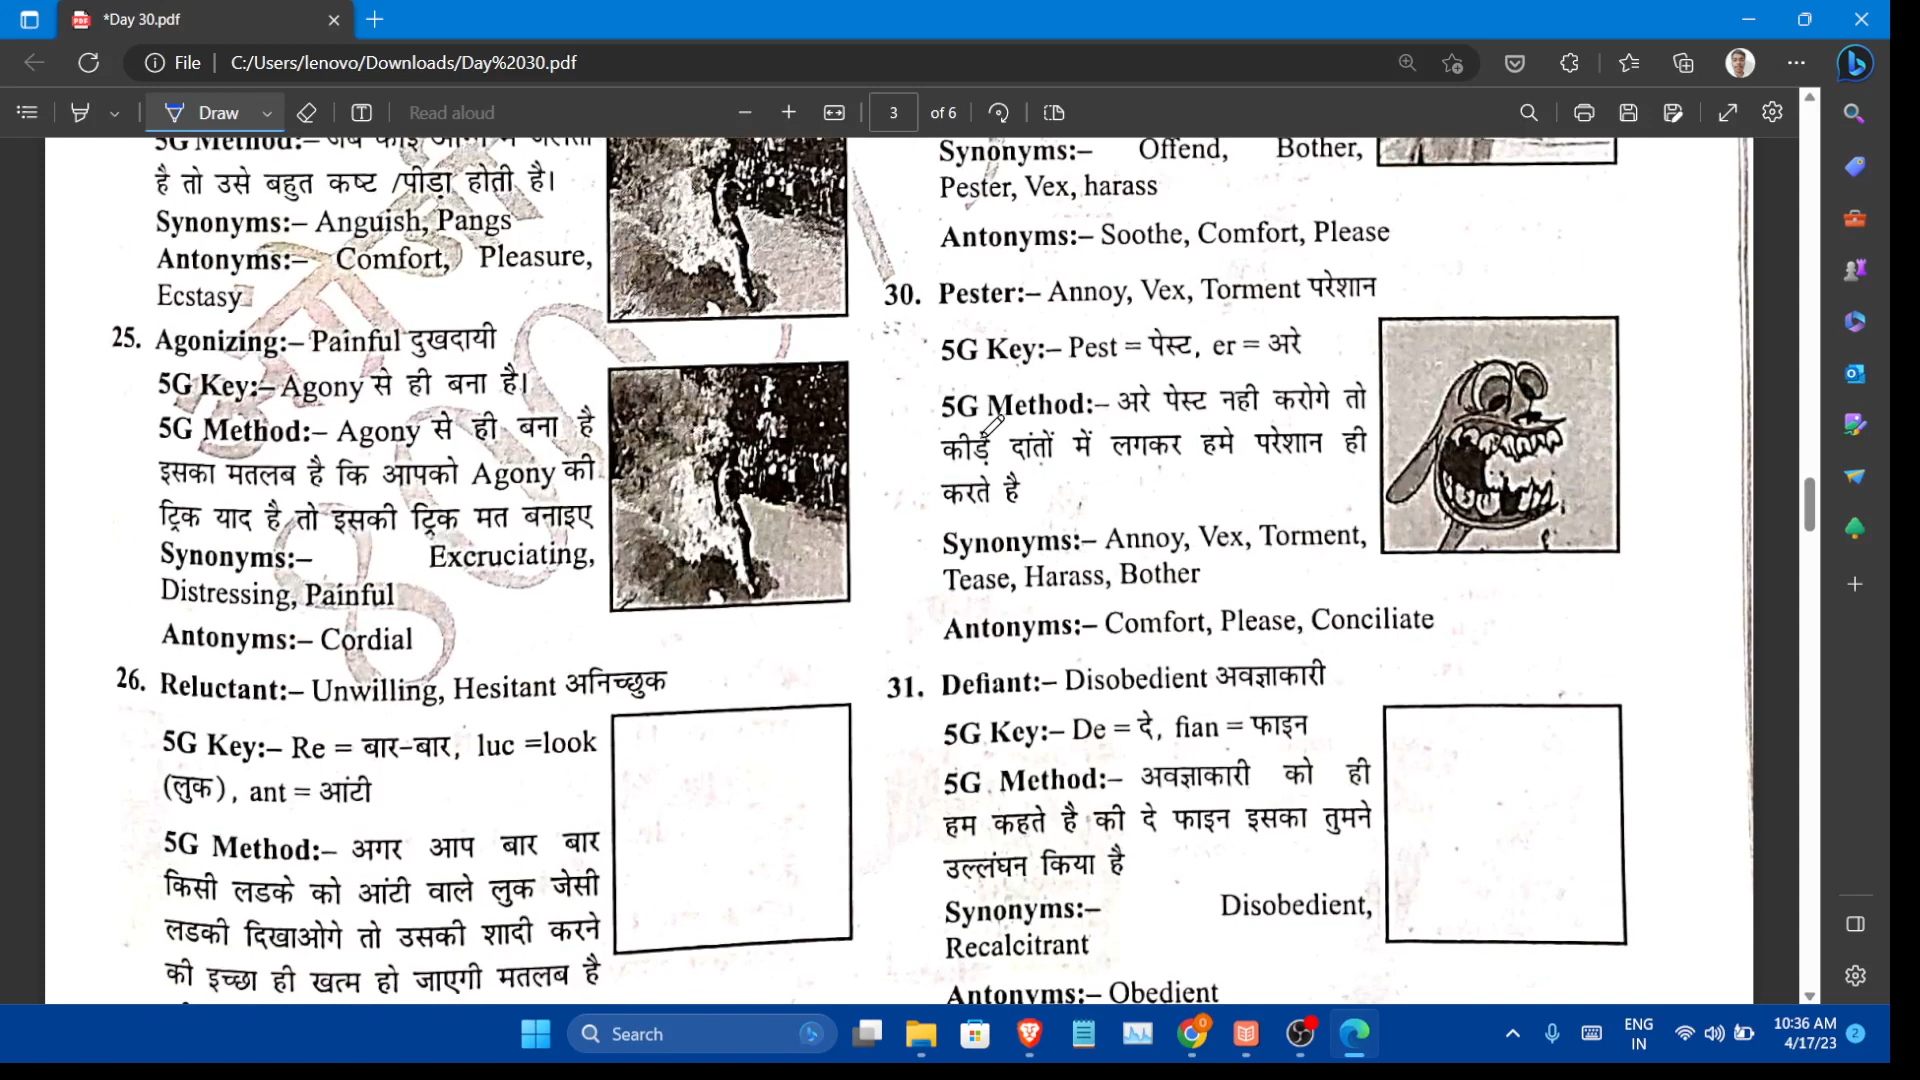 *Day 30.pdf
File
C:/Users/lenovo/Downloads/Day%2030.pdf
Draw
Read aloud
3
of 6
5G Method:– जब कोई आग में जलता
है तो उसे बहुत कष्ट /पीड़ा होती है।
Synonyms:– Anguish, Pangs
Antonyms:– Comfort, Pleasure,
Ecstasy
25. Agonizing:– Painful दुखदायी
5G Key:– Agony से ही बना है।
5G Method:– Agony से ही बना है
इसका मतलब है कि आपको Agony की
ट्रिक याद है तो इसकी ट्रिक मत बनाइए
Synonyms:– Excruciating,
Distressing, Painful
Antonyms:– Cordial
26. Reluctant:– Unwilling, Hesitant अनिच्छुक
5G Key:– Re = बार-बार, luc =look
(लुक), ant = आंटी
5G Method:– अगर आप बार बार
किसी लडके को आंटी वाले लुक जेसी
लडकी दिखाओगे तो उसकी शादी करने
की इच्छा ही खत्म हो जाएगी मतलब है
Synonyms:– Offend, Bother,
Pester, Vex, harass
Antonyms:– Soothe, Comfort, Please
30. Pester:– Annoy, Vex, Torment परेशान
5G Key:– Pest = पेस्ट, er = अरे
5G Method:– अरे पेस्ट नही करोगे तो
कीड़े दांतों में लगकर हमे परेशान ही
करते है
Synonyms:– Annoy, Vex, Torment,
Tease, Harass, Bother
Antonyms:– Comfort, Please, Conciliate
31. Defiant:– Disobedient अवज्ञाकारी
5G Key:– De = दे, fian = फाइन
5G Method:– अवज्ञाकारी को ही
हम कहते है की दे फाइन इसका तुमने
उल्लंघन किया है
Synonyms:– Disobedient,
Recalcitrant
Antonyms:– Obedient
Search
ENG
IN
10:36 AM
4/17/23
2